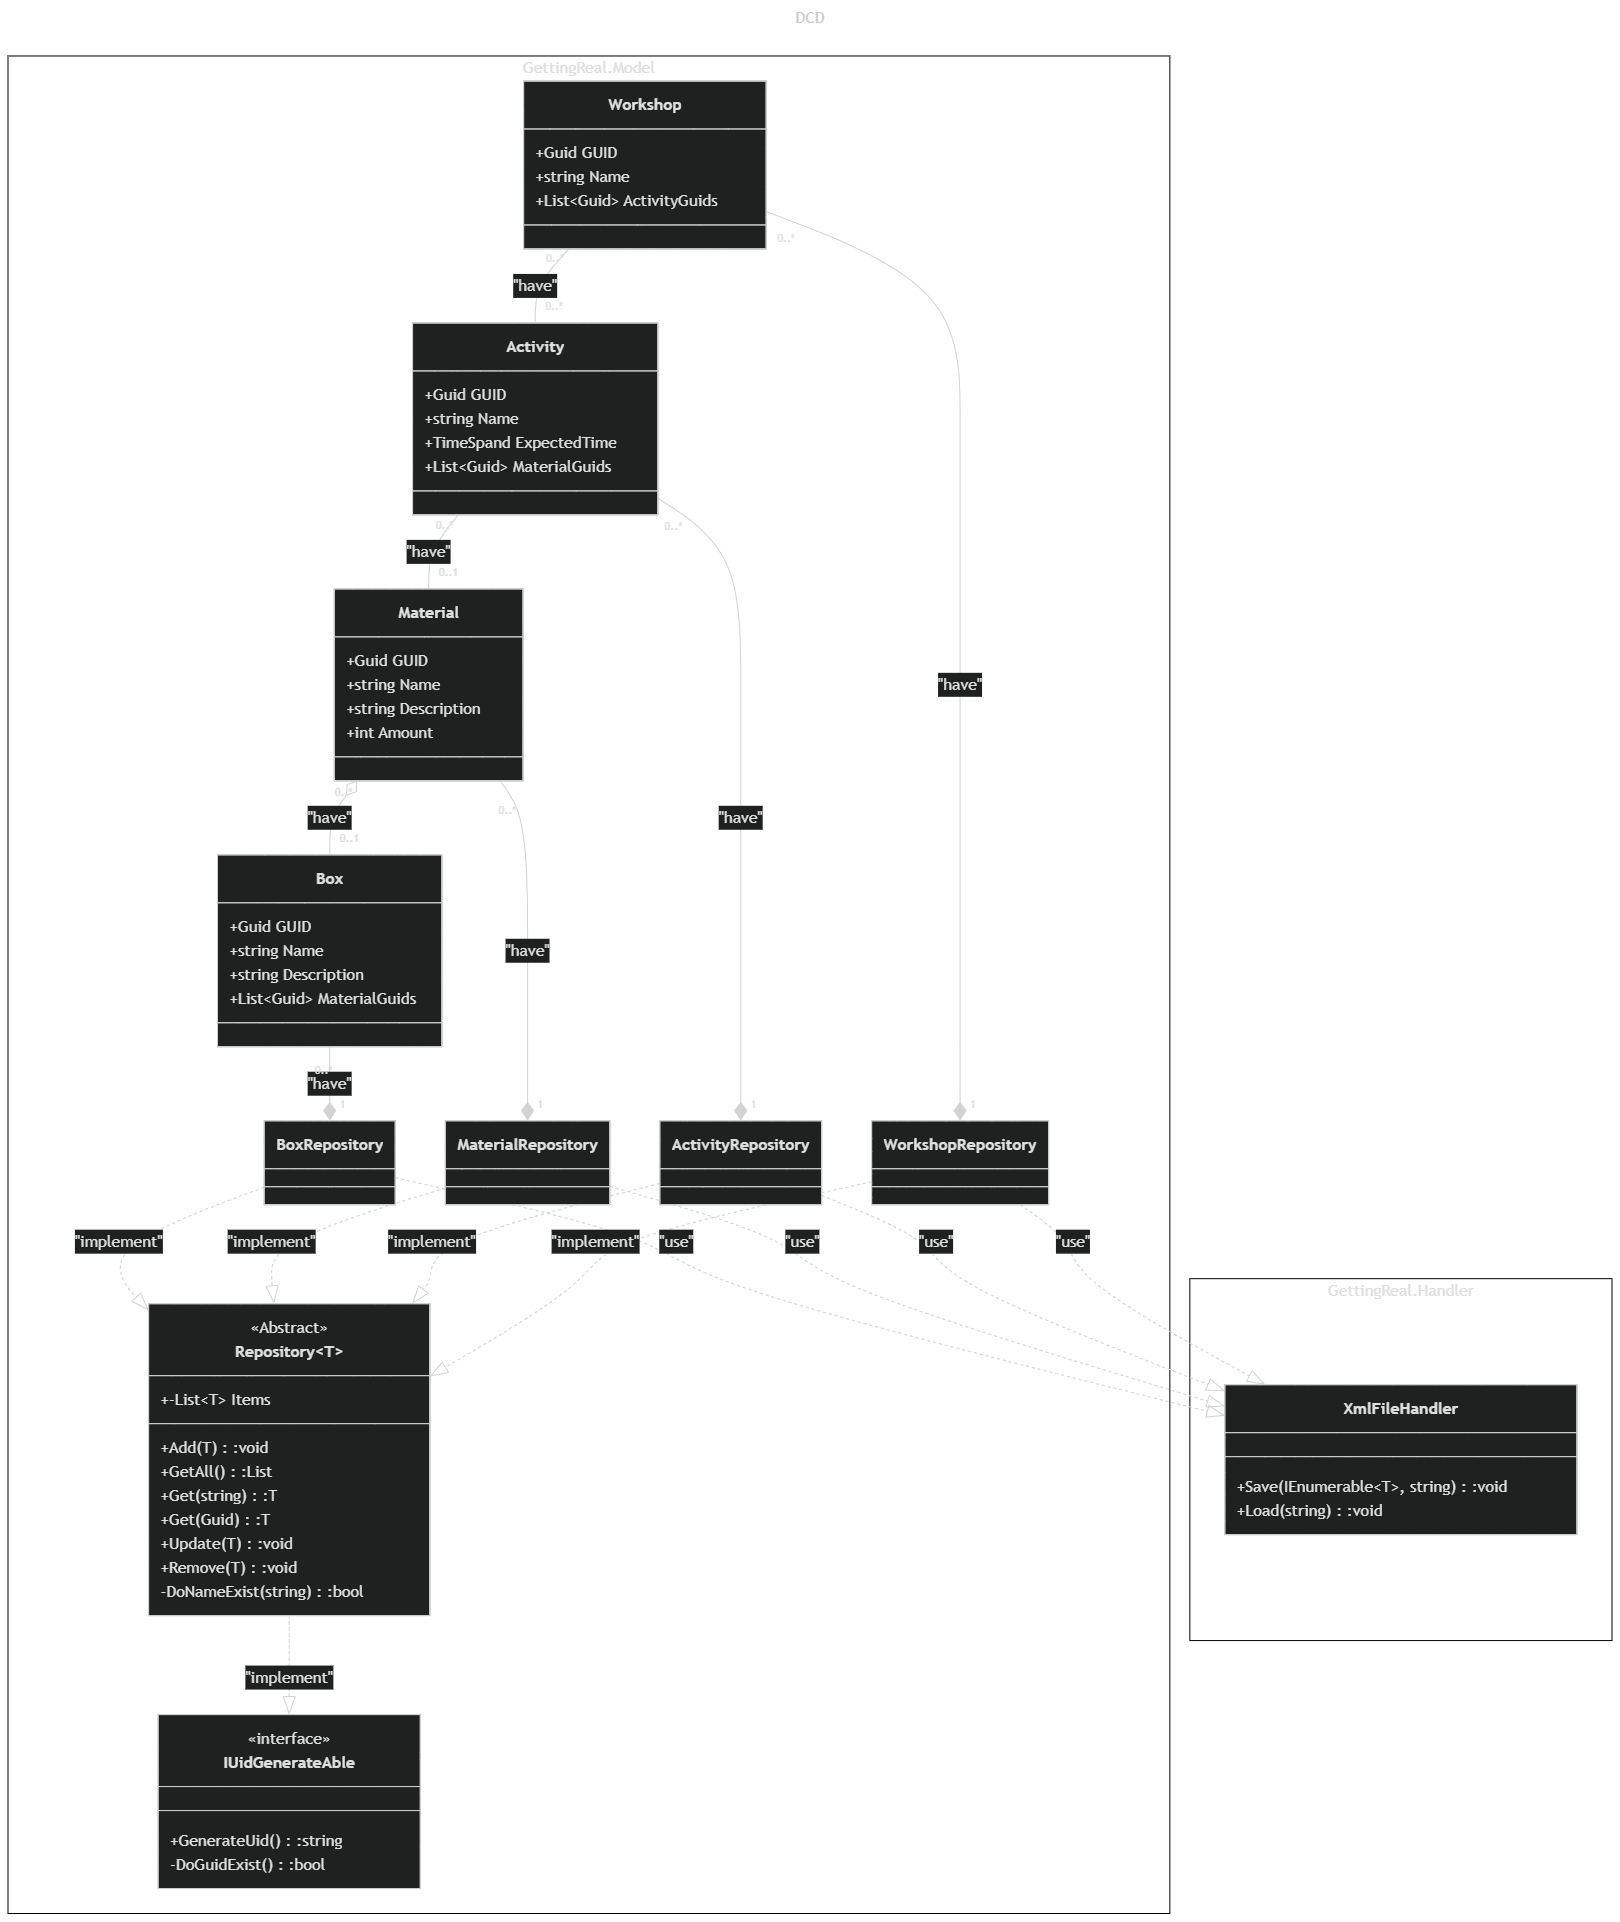 DCD
GettingReal.Model
Workshop
+Guid GUID
+string Name
+List<Guid> ActivityGuids
0..*
0..*
"have"
0..*
Activity
+Guid GUID
+string Name
+TimeSpand ExpectedTime
+List<Guid> MaterialGuids
0..*
0..*
"have"
0..1
Material
+Guid GUID
+string Name
+string Description
+int Amount
"have"
0..*
0..*
"have"
"have"
0..1
Box
+Guid GUID
+string Name
+string Description
+List<Guid> MaterialGuids
"have"
0..*
"have"
1
1
1
1
BoxRepository
MaterialRepository
ActivityRepository
WorkshopRepository
"implement"
"implement"
"implement"
"implement"
"use"
"use"
"use"
"use"
GettingReal.Handler
«Abstract»
Repository<T>
+-List<T> Items
+Add(T) : :void
+GetAll() : :List
+Get(string) : :T
+Get(Guid) : :T
+Update(T) : :void
+Remove(T) : :void
-DoNameExist(string) : :bool
XmlFileHandler
+Save(IEnumerable<T>, string) : :void
+Load(string) : :void
"implement"
«interface»
IUidGenerateAble
+GenerateUid() : :string
-DoGuidExist() : :bool